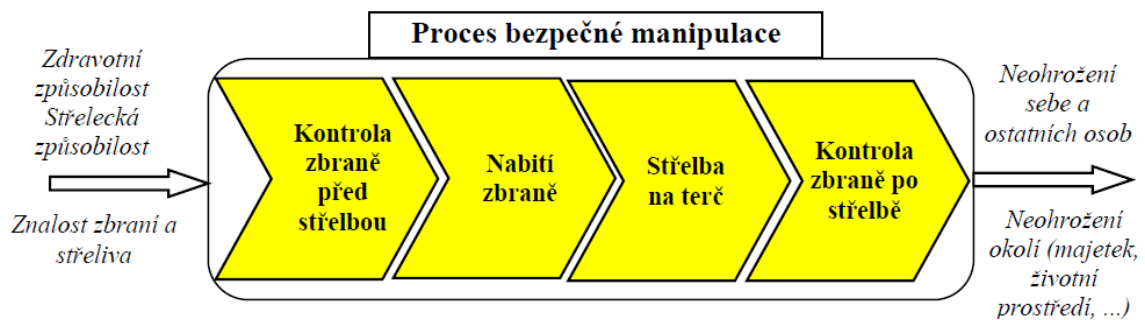 Proces bezpečné manipulace
Zdravotní
způsobilost
Střelecká
způsobilost
Znalost zbraní a
střeliva
Kontrola
zbraně
před
střelbou
Nabití
zbraně
Střelba
na terč
Kontrola
zbraně po
střelbě
Neohrožení
sebe a
ostatních osob
Neohrožení
okolí (majetek,
životní
prostředí, ...)